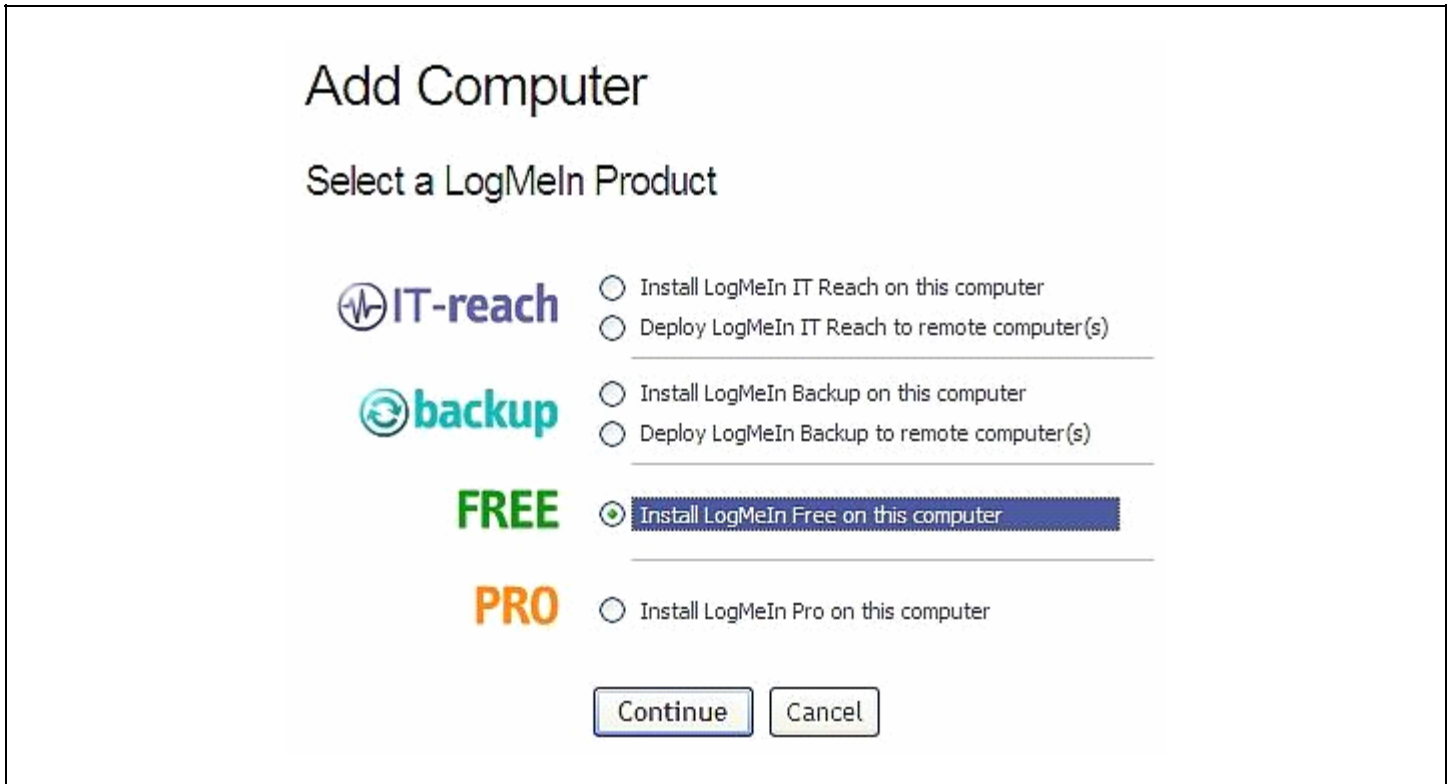 Add Computer
Select a LogMeIn Product
IT-reach
Install LogMeIn IT Reach on this computer
Deploy LogMeIn IT Reach to remote computer(s)
backup
Install LogMeIn Backup on this computer
Deploy LogMeIn Backup to remote computer(s)
FREE
Install LogMeIn Free on this computer
PRO
Install LogMeIn Pro on this computer
Continue
Cancel